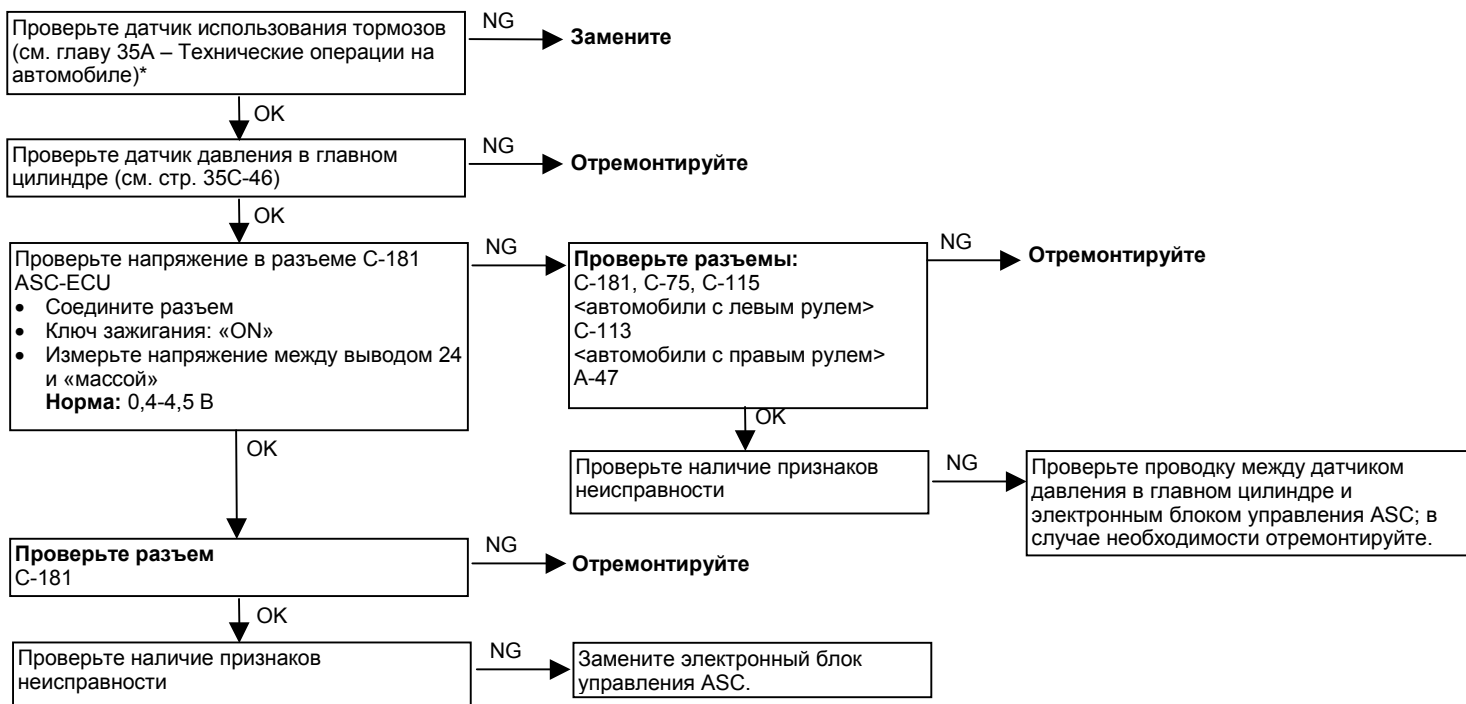 Проверьте датчик использования тормозов
(см. главу 35А – Технические операции на
автомобиле)*
NG
Замените
OK
Проверьте датчик давления в главном
цилиндре (см. стр. 35С-46)
NG
Отремонтируйте
OK
Проверьте напряжение в разъеме С-181
ASC-ECU
• Соедините разъем
• Ключ зажигания: «ON»
• Измерьте напряжение между выводом 24
и «массой»
Норма: 0,4-4,5 В
NG
Проверьте разъемы:
С-181, С-75, С-115
<автомобили с левым рулем>
С-113
<автомобили с правым рулем>
А-47
NG
Отремонтируйте
OK
OK
Проверьте наличие признаков
неисправности
NG
Проверьте проводку между датчиком
давления в главном цилиндре и
электронным блоком управления ASC; в
случае необходимости отремонтируйте.
Проверьте разъем
С-181
NG
Отремонтируйте
OK
Проверьте наличие признаков
неисправности
NG
Замените электронный блок
управления ASC.